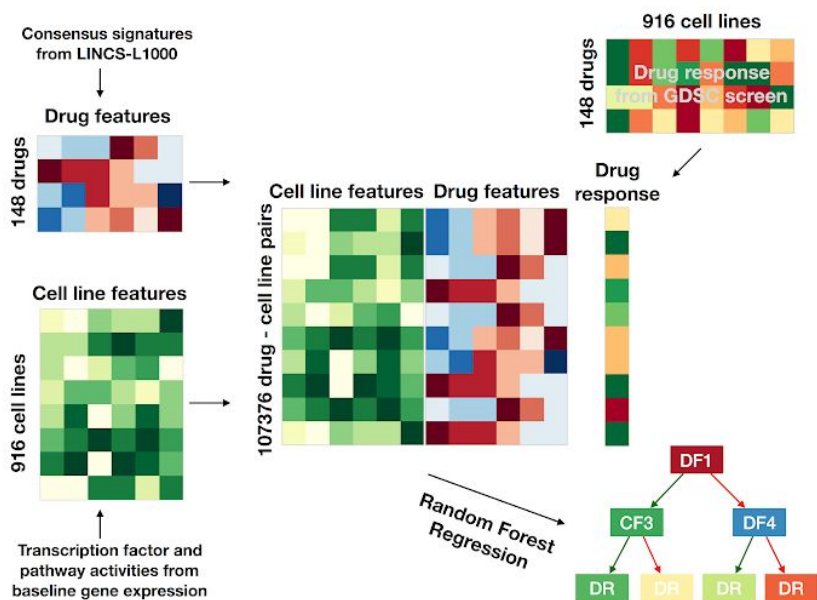 Consensus signatures
from LINCS-L1000
Drug features
148 drugs
916 cell lines
148 drugs
Drug response
from GDSC screen
Cell line features
916 cell lines
Transcription factor and
pathway activities from
baseline gene expression
Cell line features
Drug features
107376 drug - cell line pairs
Drug
response
Random Forest
Regression
DF1
CF3
DF4
DR
DR
DR
DR